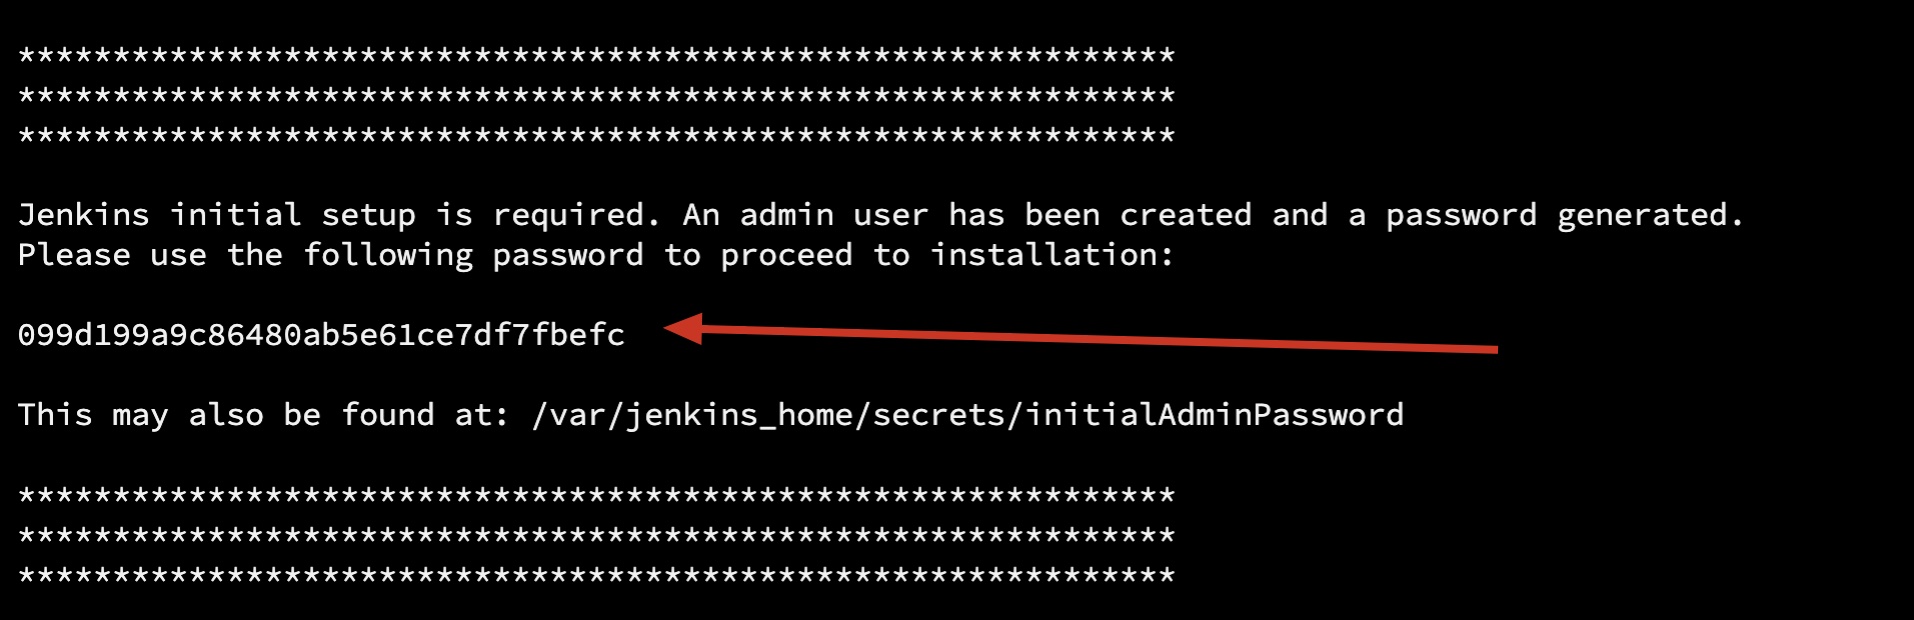 *************************************************************
*************************************************************
*************************************************************
Jenkins initial setup is required. An admin user has been created and a password generated.
Please use the following password to proceed to installation:
099d199a9c86480ab5e61ce7df7fbefc
This may also be found at: /var/jenkins_home/secrets/initialAdminPassword
*************************************************************
*************************************************************
*************************************************************